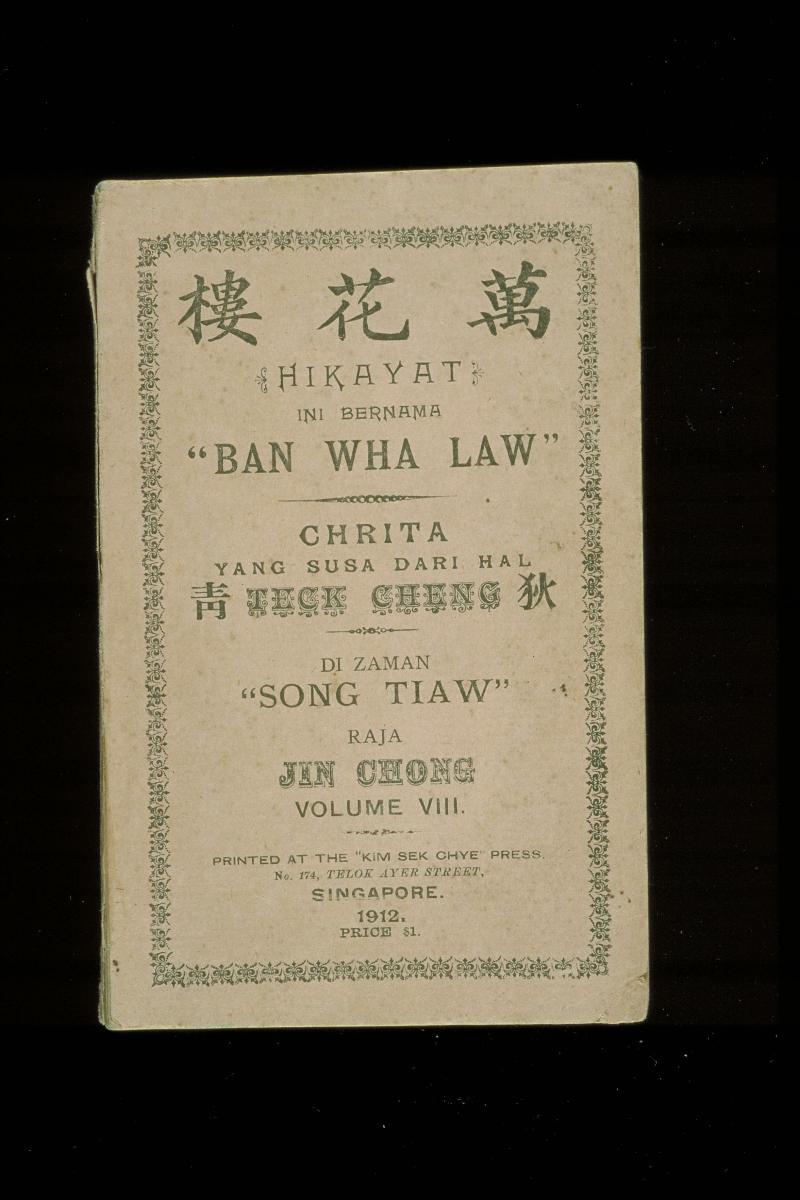 萬花樓
HIKAYAT
INI BERNAMA
"BAN WHA LAW"
CHRITA
YANG SUSA DARI HAL
青 TECK CHENG 狄
DI ZAMAN
"SONG TIAW"
RAJA
JIN CHONG
VOLUME VIII.
PRINTED AT THE "KIM SEK CHYE" PRESS.
No. 174, TELOK AYER STREET,
SINGAPORE.
1912.
PRICE $1.